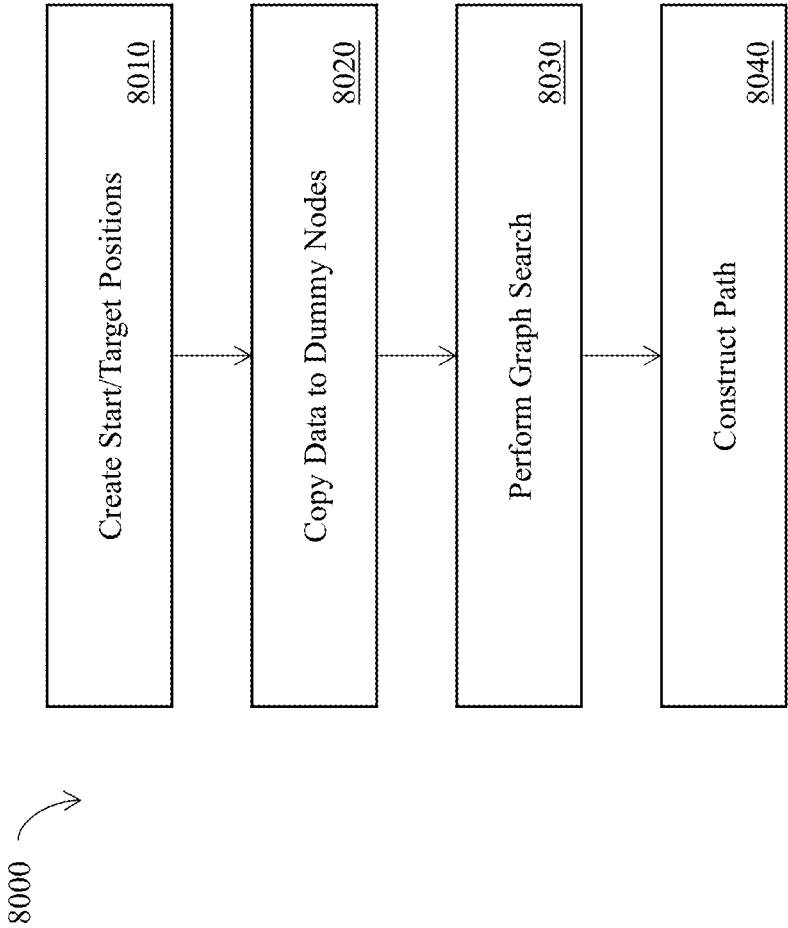 8000
Create Start/Target Positions
8010
Copy Data to Dummy Nodes
8020
Perform Graph Search
8030
Construct Path
8040